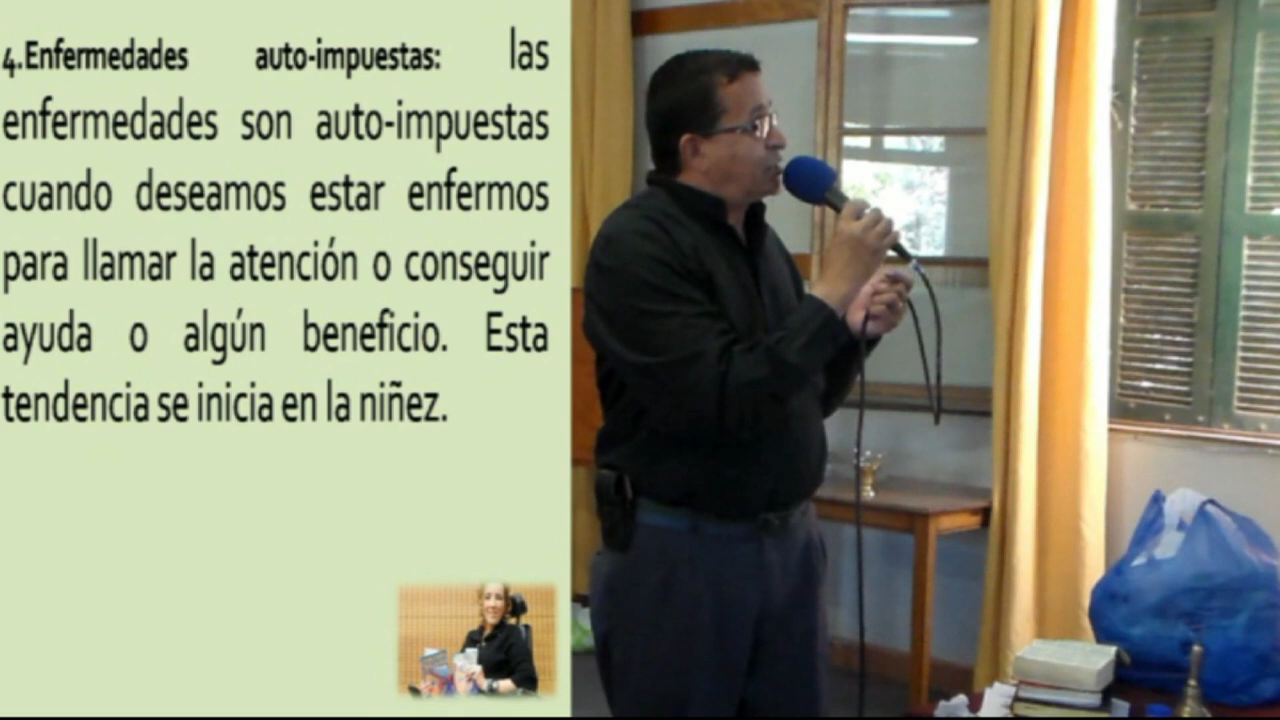 4.Enfermedades auto-impuestas: las
enfermedades son auto-impuestas
cuando deseamos estar enfermos
para llamar la atención o conseguir
ayuda o algún beneficio. Esta
tendencia se inicia en la niñez.